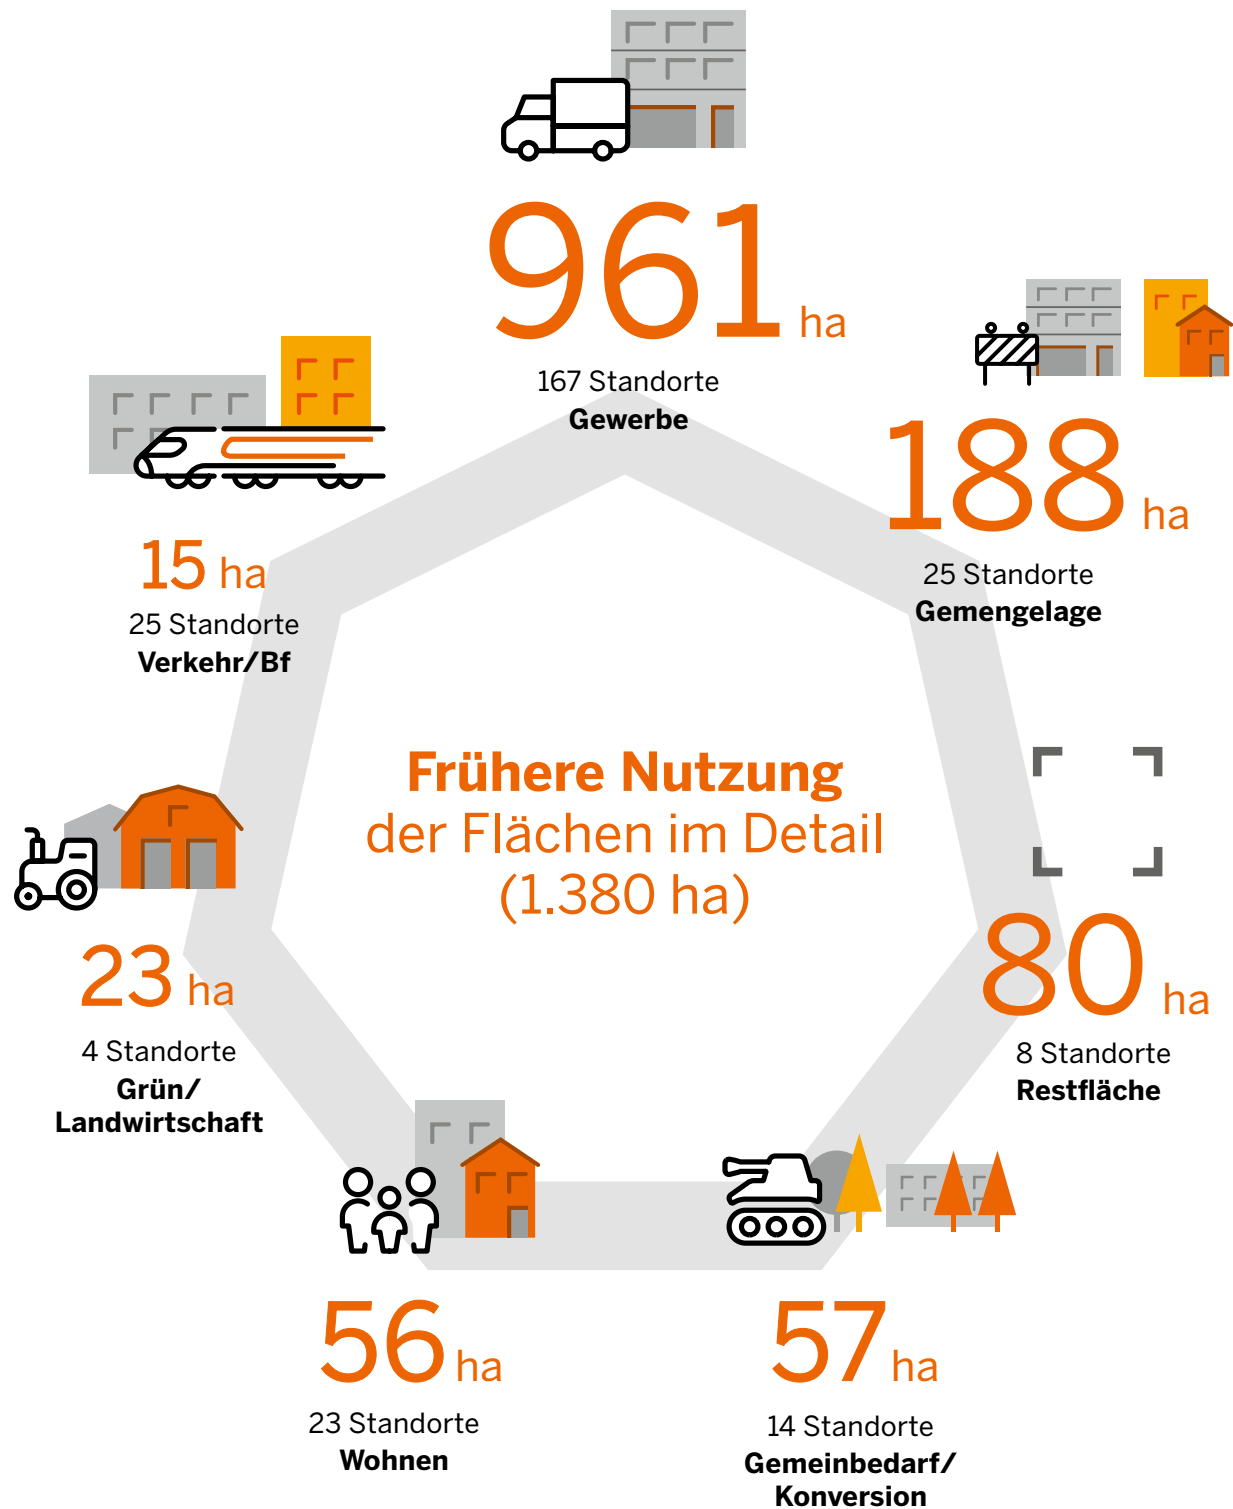 961 ha
167 Standorte
Gewerbe
188 ha
25 Standorte
Gemengelage
15 ha
25 Standorte
Verkehr/Bf
Frühere Nutzung
der Flächen im Detail
(1.380 ha)
80 ha
8 Standorte
Restfläche
23 ha
4 Standorte
Grün/
Landwirtschaft
56 ha
23 Standorte
Wohnen
57 ha
14 Standorte
Gemeinbedarf/
Konversion